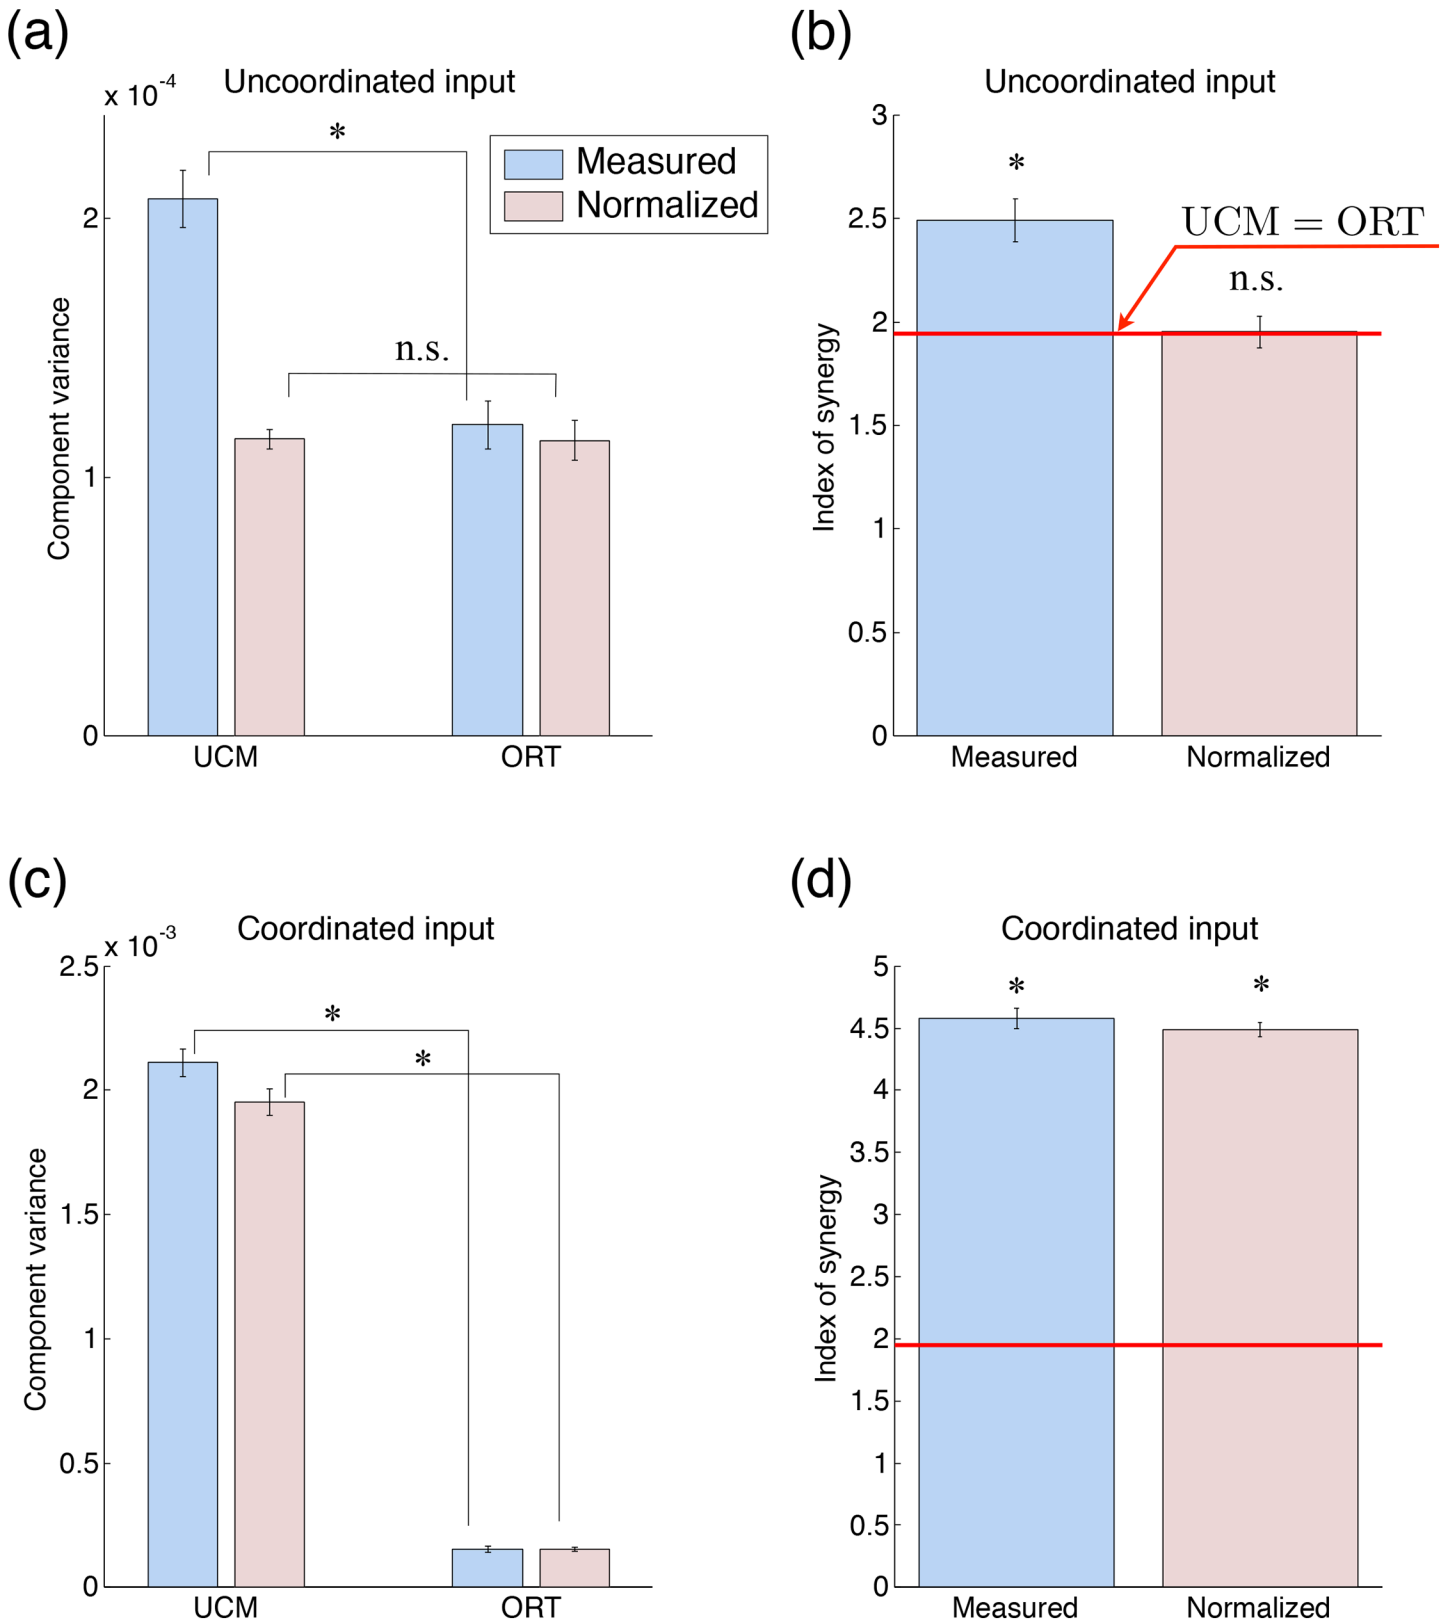 (a)
Uncoordinated input
x 10-4
*
Measured
Normalized
2
n.s.
1
0
Component variance
UCM
ORT
(b)
Uncoordinated input
3
*
2.5
UCM = ORT
n.s.
2
1.5
1
0.5
0
Index of synergy
Measured
Normalized
(c)
Coordinated input
x 10-3
2.5
*
*
2
1.5
1
0.5
0
Component variance
UCM
ORT
(d)
Coordinated input
5
*
*
4.5
4
3.5
3
2.5
2
1.5
1
0.5
0
Index of synergy
Measured
Normalized